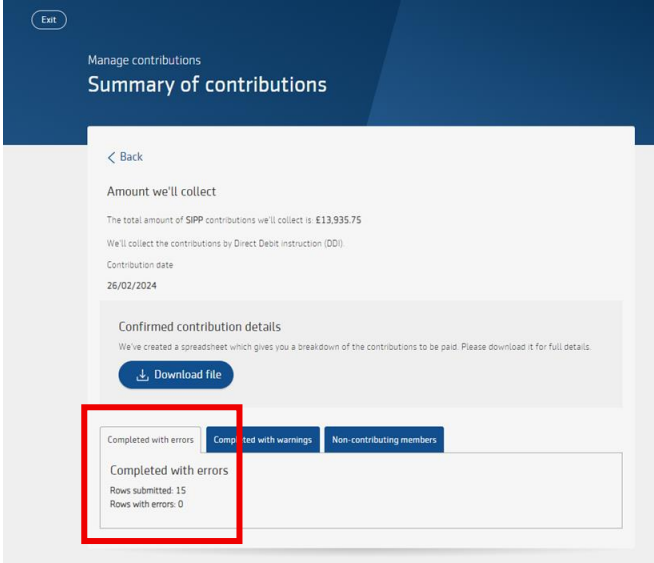 Exit
Manage contributions
Summary of contributions
Back
Amount we'll collect
The total amount of SIPP contributions we'll collect is: £13,935.75
We'll collect the contributions by Direct Debit instruction (DDI).
Contribution date
26/02/2024
Confirmed contribution details
We've created a spreadsheet which gives you a breakdown of the contributions to be paid. Please download it for full details.
Download file
Completed with errors Completed with warnings Non-contributing members
Completed with errors
Rows submitted: 15
Rows with errors: 0